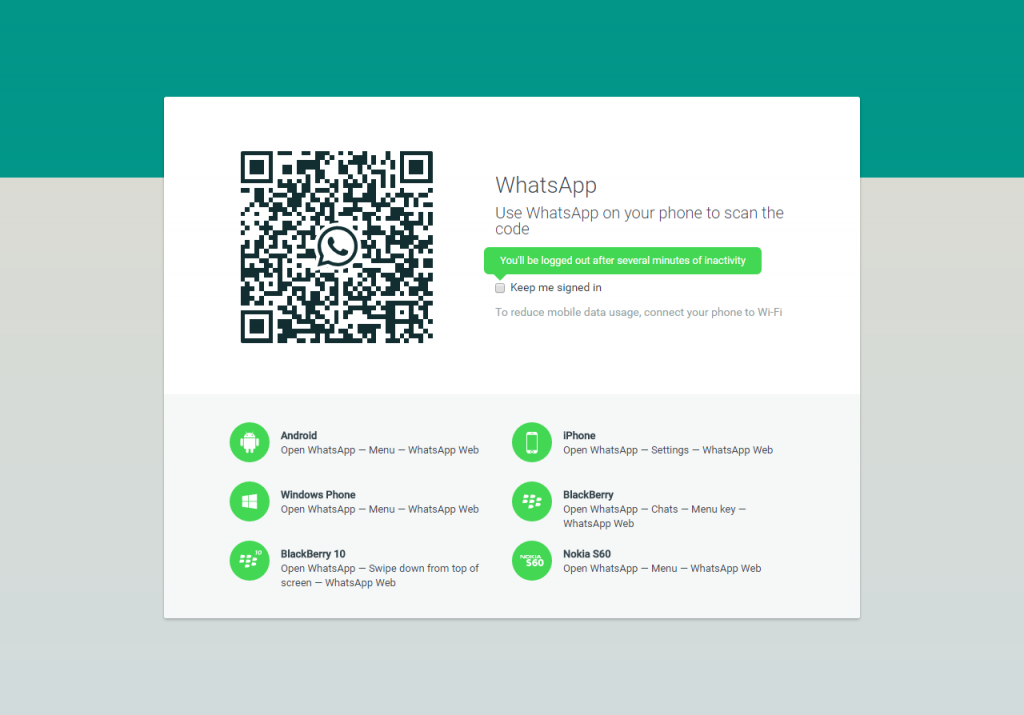 WhatsApp
Use WhatsApp on your phone to scan the
code
You'll be logged out after several minutes of inactivity
Keep me signed in
To reduce mobile data usage, connect your phone to Wi-Fi
Android
Open WhatsApp — Menu — WhatsApp Web
iPhone
Open WhatsApp — Settings — WhatsApp Web
Windows Phone
Open WhatsApp — Menu — WhatsApp Web
BlackBerry
Open WhatsApp — Chats — Menu key —
WhatsApp Web
10
BlackBerry 10
Open WhatsApp — Swipe down from top of
screen — WhatsApp Web
NOKIA
S60
Nokia S60
Open WhatsApp — Menu — WhatsApp Web